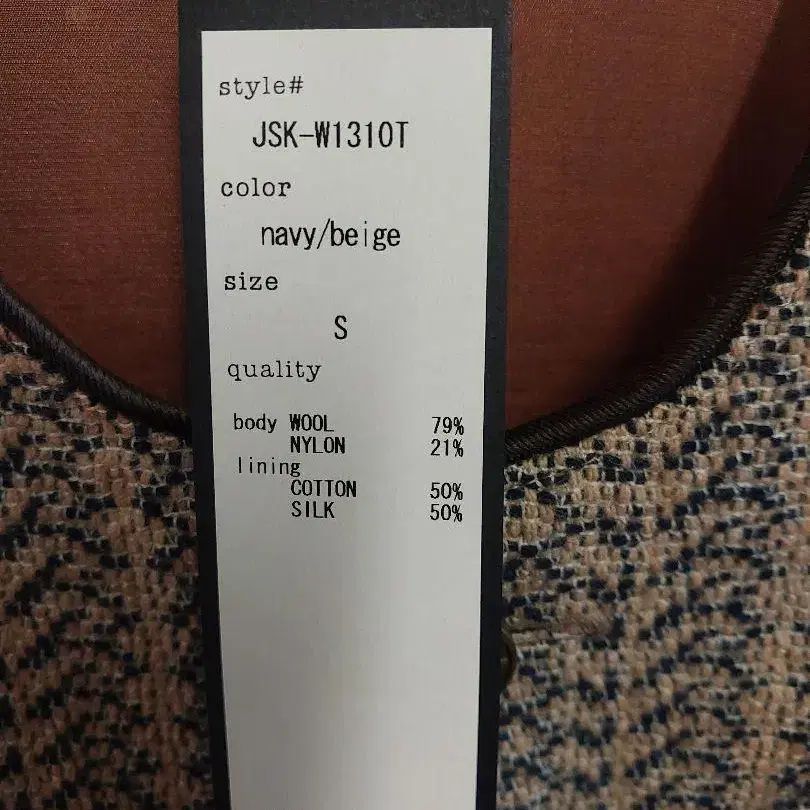 style#
JSK-W1310T
color
navy/beige
size
S
quality
body WOOL 79%
NYLON 21%
lining
COTTON 50%
SILK 50%